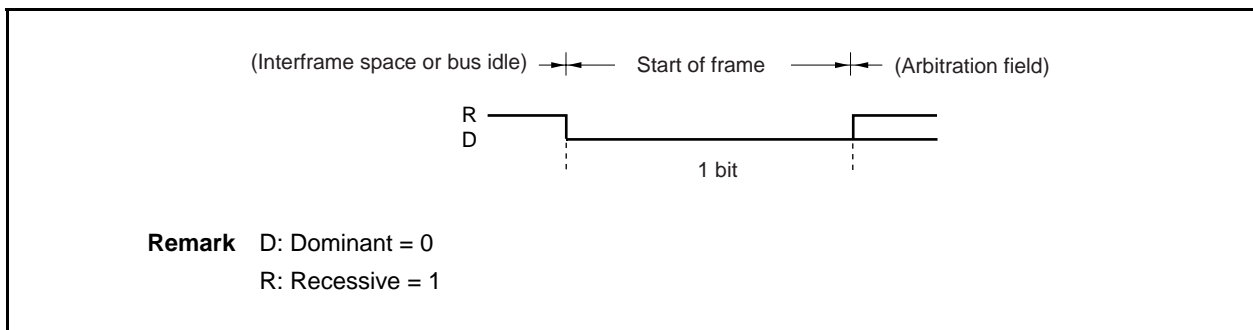 (Interframe space or bus idle) Start of frame (Arbitration field)
R
D
1 bit
Remark D: Dominant = 0
R: Recessive = 1